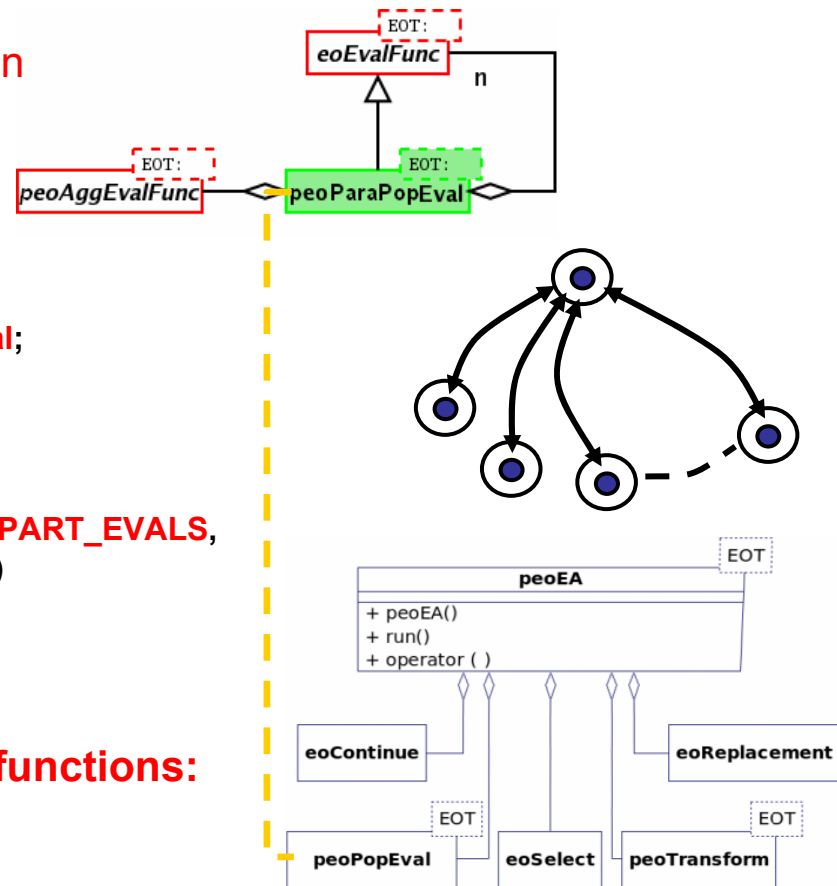 EOT:
n
eoEvalFunc
n
EOT:
EOT:
peoAggEvalFunc
peoParaPopEval
al;
PART_EVALS,
)
EOT
peoEA
+ peoEA()
+ run()
+ operator ( )
eoContinue
eoReplacement
functions:
EOT
EOT
peoPopEval
eoSelect
peoTransform